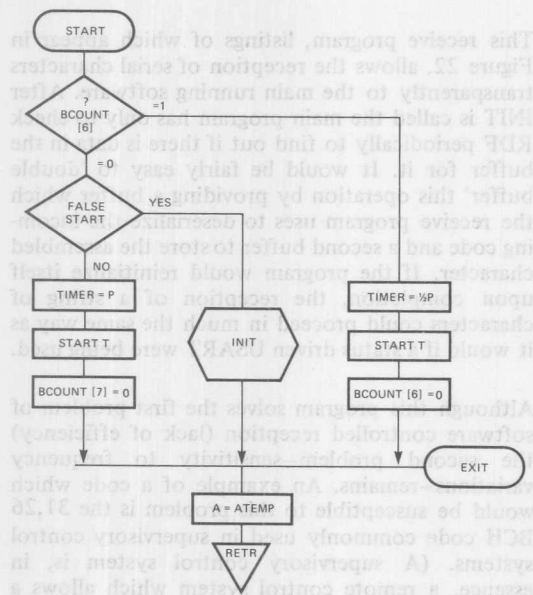 START
?
BCOUNT
[6]
=1
= 0
FALSE
START
YES
NO
TIMER = P
START T
BCOUNT [7] = 0
INIT
TIMER = ½P
START T
BCOUNT [6] =0
EXIT
A - ATEMP
RETR
This receive program, listings of which appear in
Figure 22. allows the reception of serial characters
transparently to the main running software. After
INIT is called the main program has only to check
RDF periodically to find out if there is data in the
buffer for it. It would be fairly easy to 'double
buffer' this operation by providing a buffer which
the receive program uses to deserialize the incom-
ing code and a second buffer to store the assembled
character. If the program would reinitialize itself
upon completion, the reception of a string of
characters could proceed in much the same way as
it would if a status driven USART were being used.
Although this program solves the first problem of
software controlled reception (lack of efficiency)
the second problem–sensitivity to frequency
variations–remains. An example of a code which
would be susceptible to this problem is the 31,26
BCH code commonly used in supervisory control
systems. (A supervisory control system is, in
essence, a remote control system which allows a